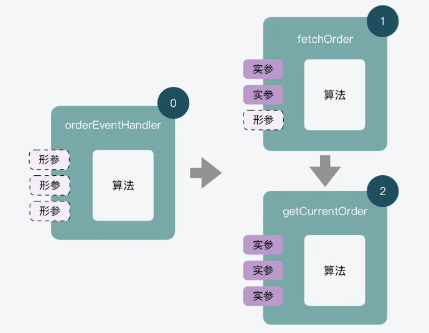 0
orderEventHandler
形参
形参
形参
算法
1
fetchOrder
实参
实参
形参
算法
2
getCurrentOrder
实参
实参
实参
算法